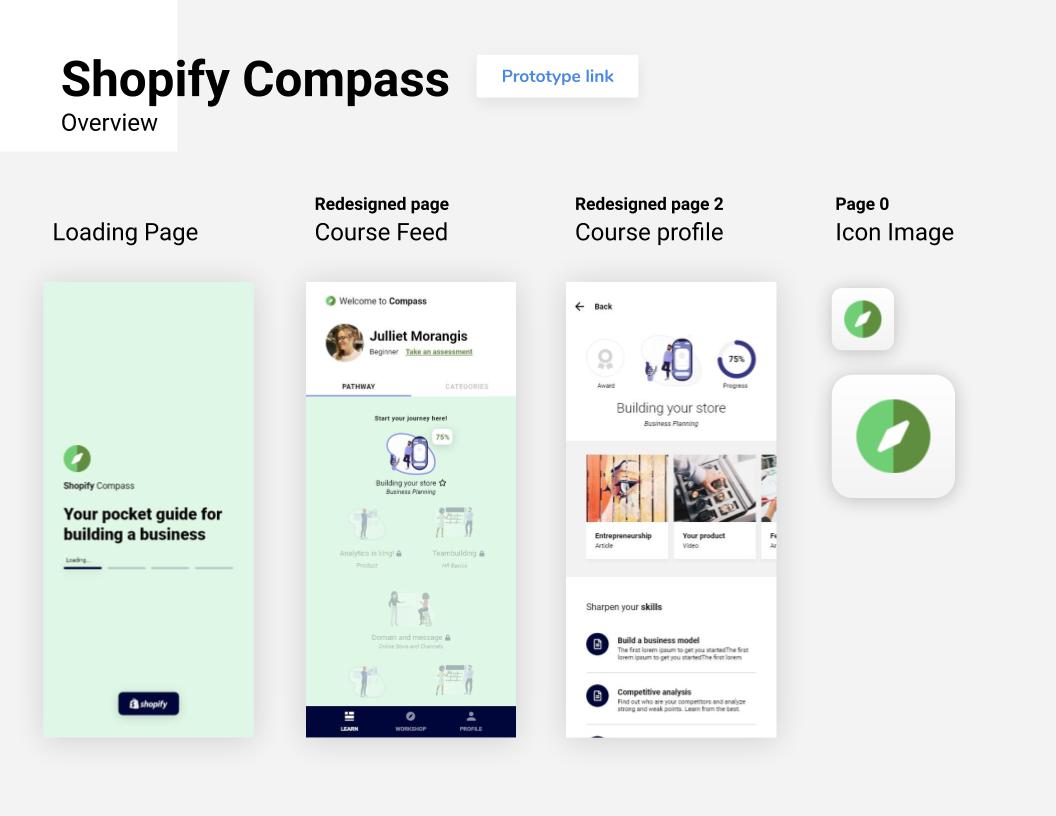 Shopify Compass
Prototype link
Overview
Loading Page
Redesigned page
Course Feed
Redesigned page 2
Course profile
Page 0
Icon Image
Shopify Compass
Your pocket guide for
building a business
Loading...
shopify
Welcome to Compass
Julliet Morangis
Beginner Take an assessment
PATHWAY CATEGORIES
Start your journey here!
75%
Building your store
Business Planning
Analytics is king! Teambuilding
Product HR Basics
Domain and message
Online Store and Channels
LEARN WORKSHOP PROFILE
Back
75%
Award Progress
Building your store
Business Planning
Entrepreneurship
Article
Your product
Video
Fe
Ar
Sharpen your skills
Build a business model
The first lorem ipsum to get you startedThe first
lorem ipsum to get you startedThe first lorem
Competitive analysis
Find out who are your competitors and analyze
strong and weak points. Learn from the best.